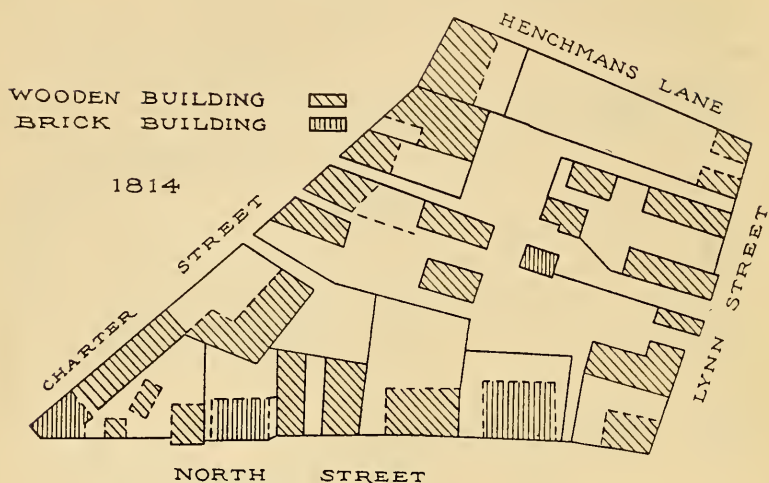 HENCHMANS LANE
WOODEN BUILDING
BRICK BUILDING
1814
CHARTER STREET
LYNN STREET
NORTH STREET